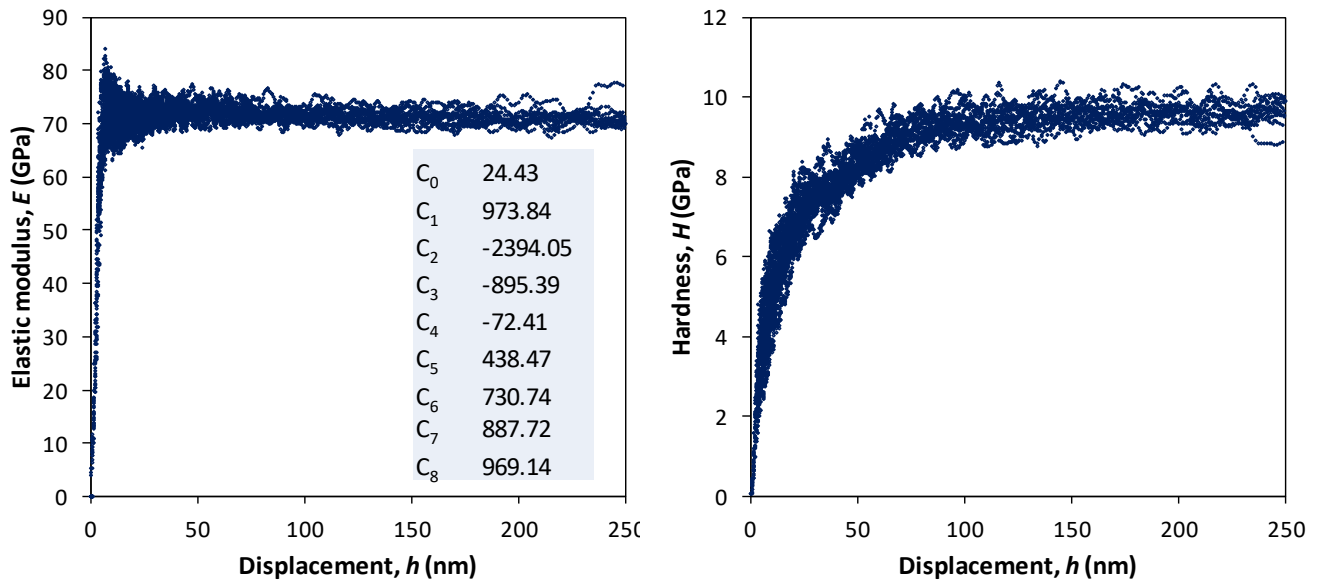 Elastic modulus, E (GPa)
90
80
70
60
50
40
30
20
10
0
C0 24.43
C1 973.84
C2 -2394.05
C3 -895.39
C4 -72.41
C5 438.47
C6 730.74
C7 887.72
C8 969.14
0 50 100 150 200 250
Displacement, h (nm)
Hardness, H (GPa)
12
10
8
6
4
2
0
0 50 100 150 200 250
Displacement, h (nm)